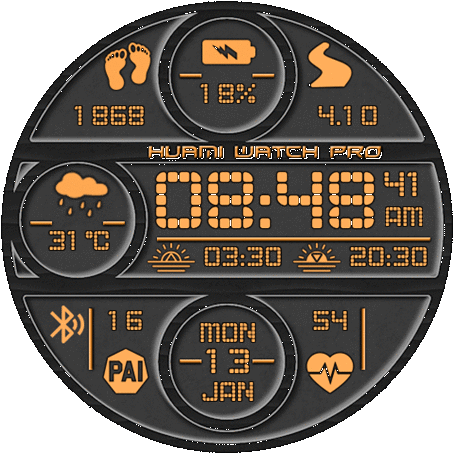 18%
1868
4.10
HUAMI WATCH PRO
08:48 41 AM
31 °C
03:30 20:30
16 MON 54
PAI -13-
JAN